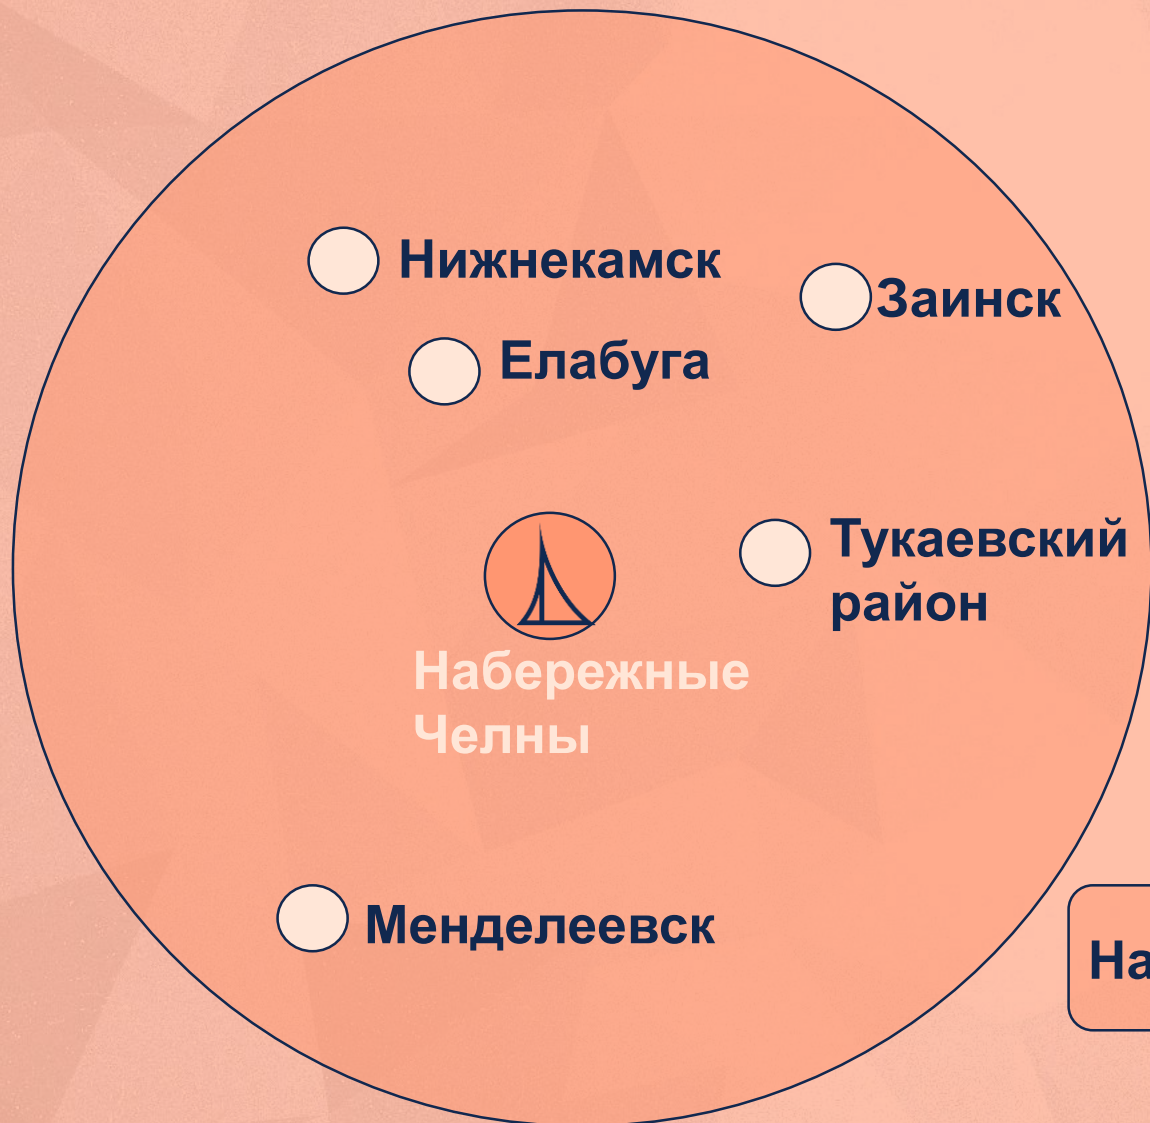 Нижнекамск
Заинск
Елабуга
Тукаевский
район
Набережные
Челны
Менделеевск
На